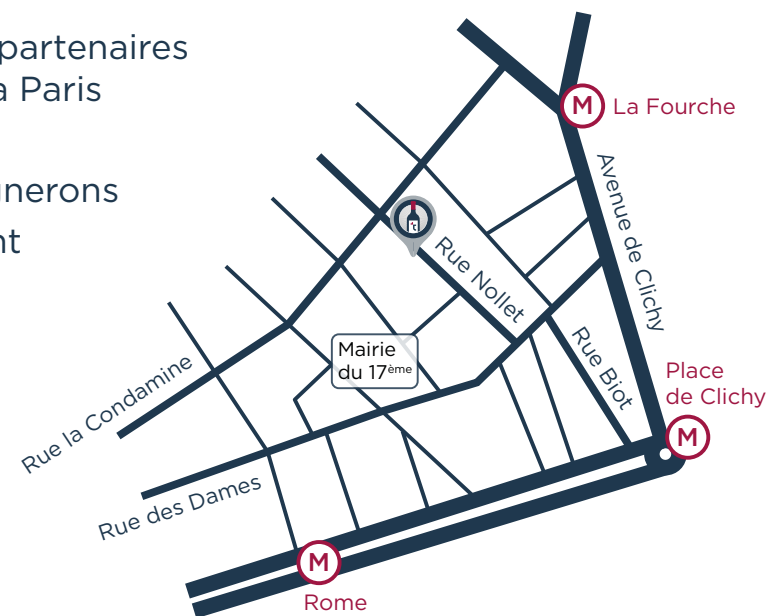 partenaires
a Paris
nerons
nt
M
La Fourche
Avenue de Clichy
Rue Nollet
Rue Biot
Mairie
du 17ème
Place
de Clichy
M
Rue la Condamine
Rue des Dames
M
Rome